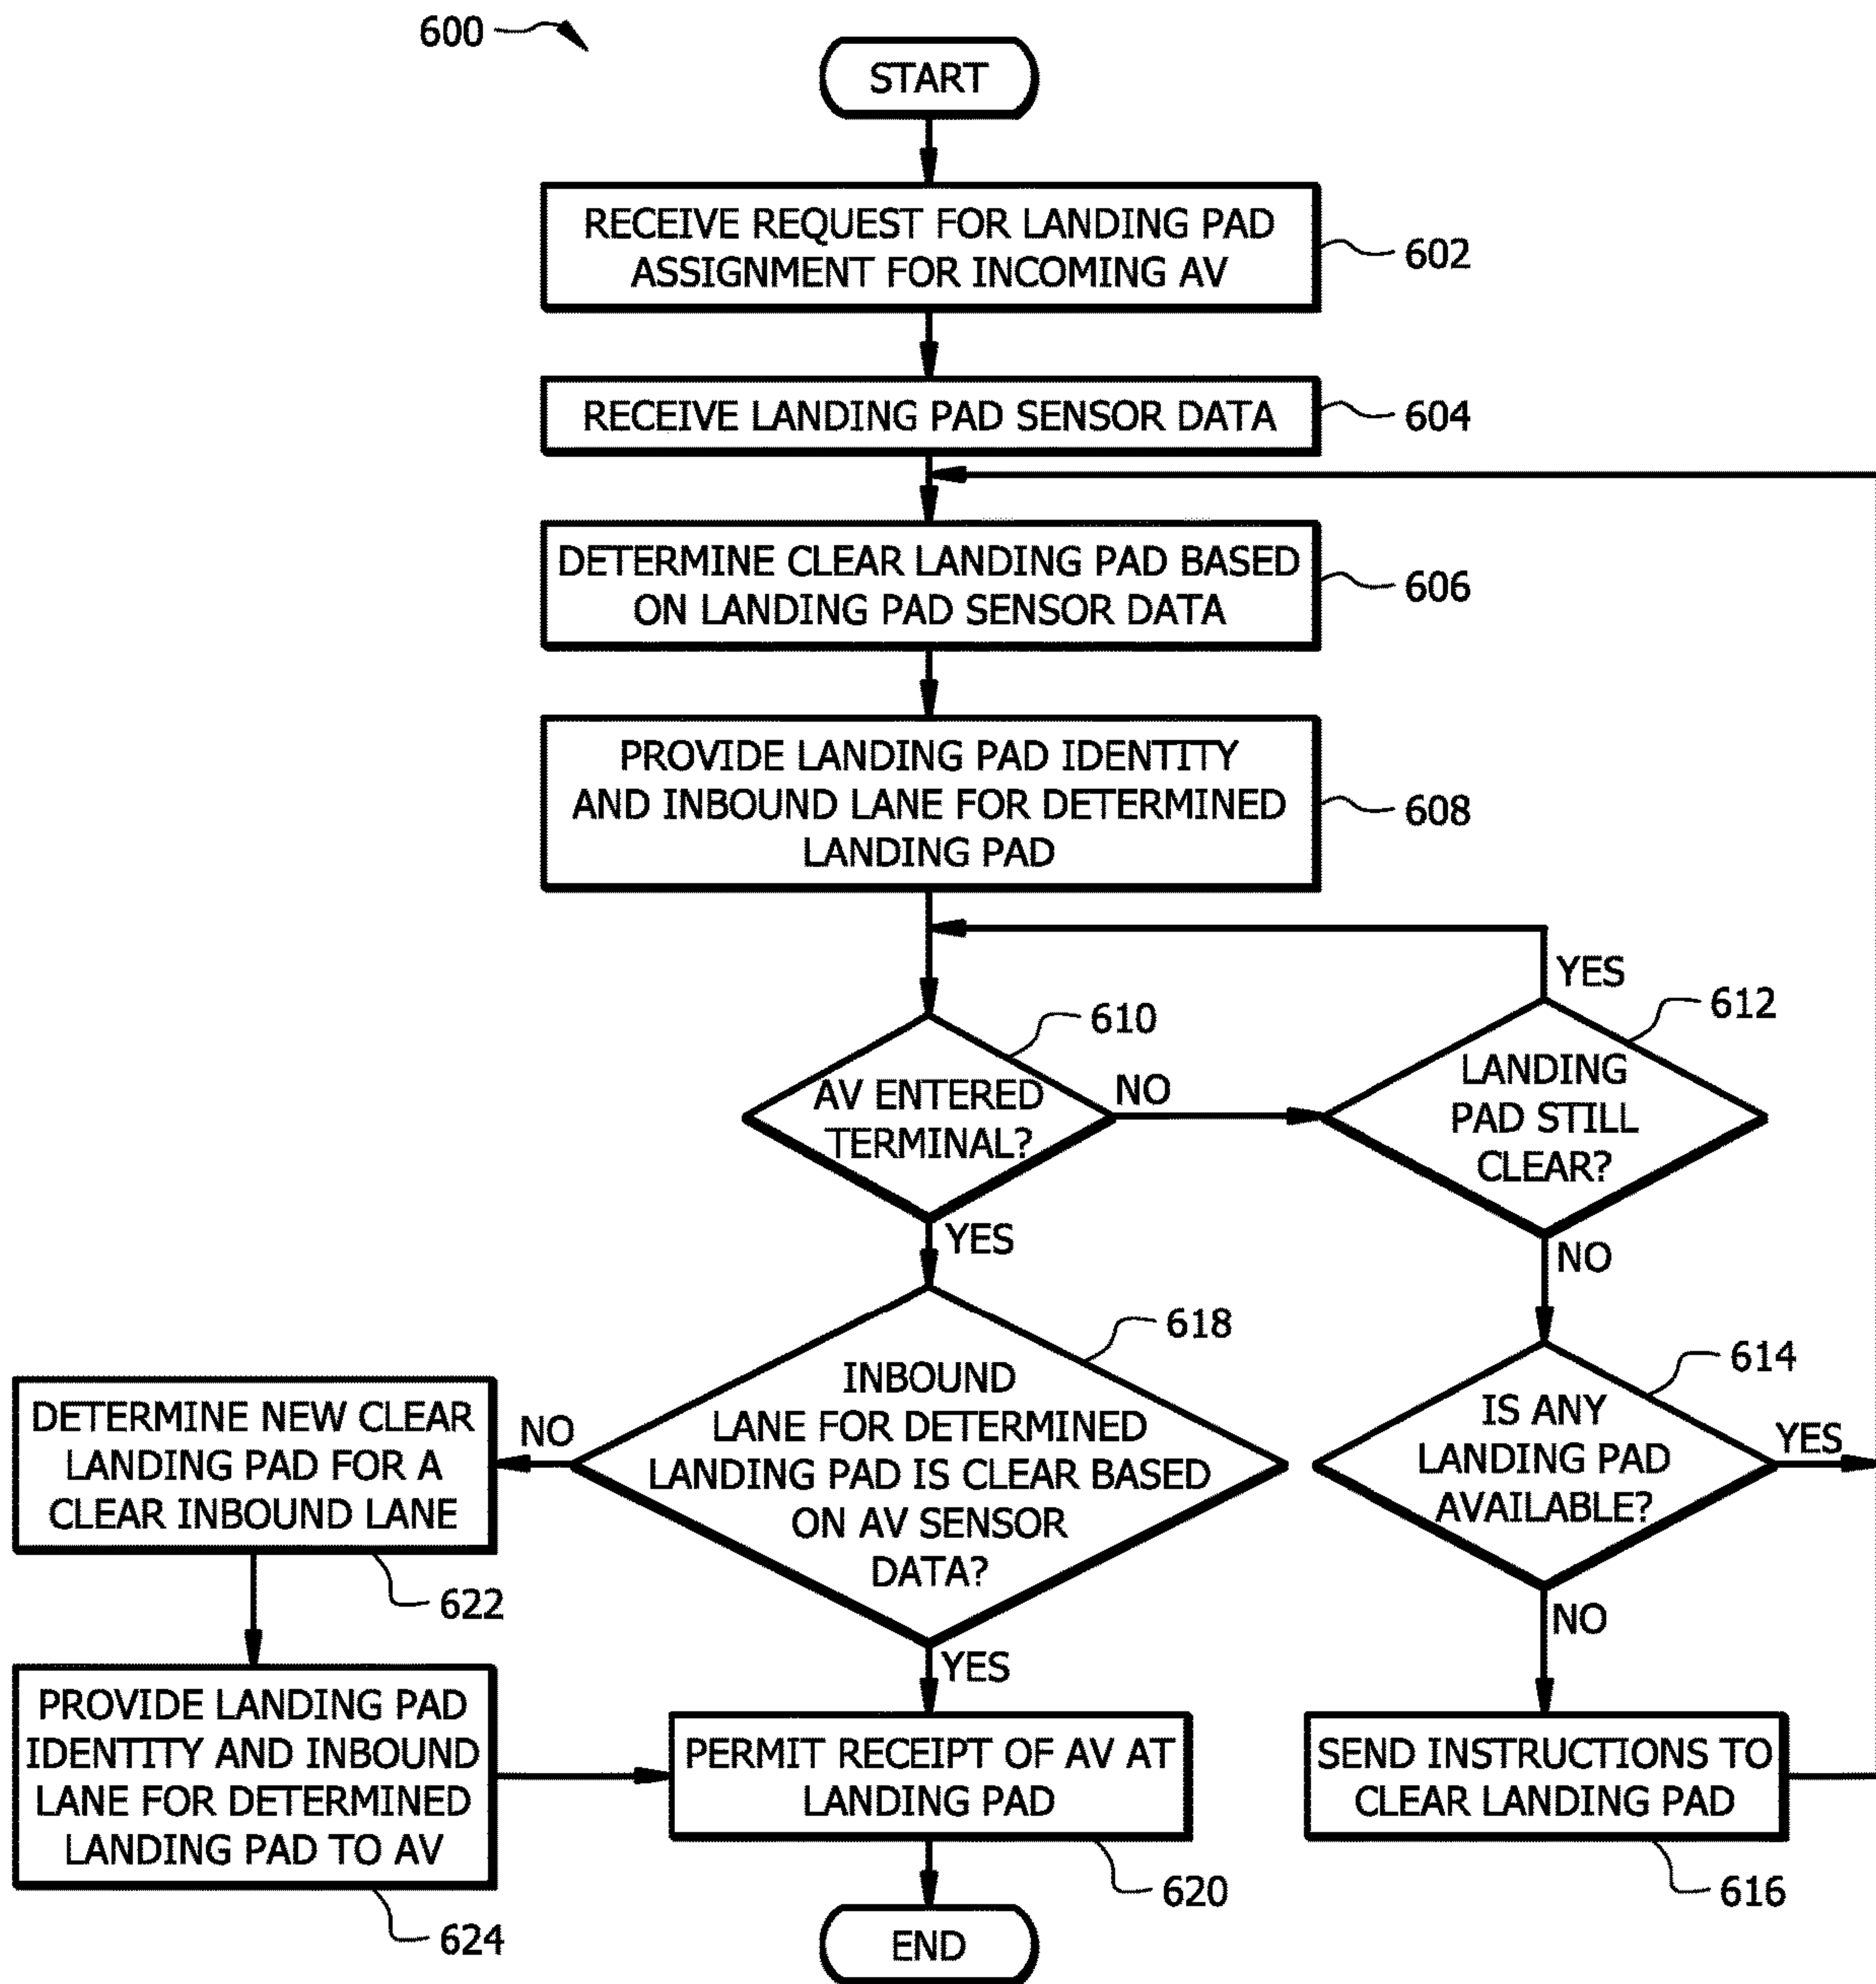 600
START
RECEIVE REQUEST FOR LANDING PAD
ASSIGNMENT FOR INCOMING AV
602
RECEIVE LANDING PAD SENSOR DATA
604
DETERMINE CLEAR LANDING PAD BASED
ON LANDING PAD SENSOR DATA
606
PROVIDE LANDING PAD IDENTITY
AND INBOUND LANE FOR DETERMINED
LANDING PAD
608
YES
610
612
AV ENTERED
TERMINAL?
NO
LANDING
PAD STILL
CLEAR?
YES
NO
618
614
INBOUND
LANE FOR DETERMINED
LANDING PAD IS CLEAR BASED
ON AV SENSOR
DATA?
IS ANY
LANDING PAD
AVAILABLE?
YES
NO
DETERMINE NEW CLEAR
LANDING PAD FOR A
CLEAR INBOUND LANE
622
YES
NO
PROVIDE LANDING PAD
IDENTITY AND INBOUND
LANE FOR DETERMINED
LANDING PAD TO AV
624
PERMIT RECEIPT OF AV AT
LANDING PAD
620
SEND INSTRUCTIONS TO
CLEAR LANDING PAD
616
END